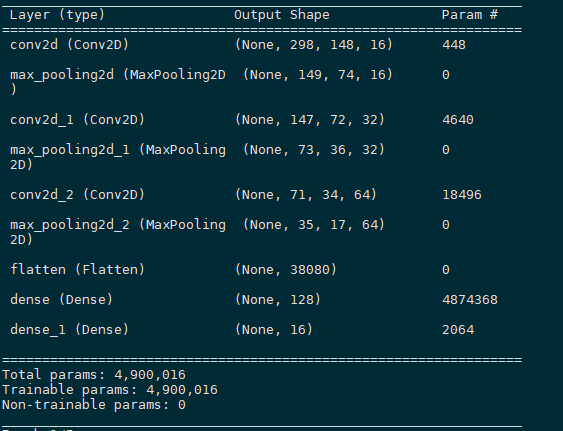 Layer (type) Output Shape Param #
conv2d (Conv2D) (None, 298, 148, 16) 448
max_pooling2d (MaxPooling2D (None, 149, 74, 16) 0
)
conv2d_1 (Conv2D) (None, 147, 72, 32) 4640
max_pooling2d_1 (MaxPooling (None, 73, 36, 32) 0
2D)
conv2d_2 (Conv2D) (None, 71, 34, 64) 18496
max_pooling2d_2 (MaxPooling (None, 35, 17, 64) 0
2D)
flatten (Flatten) (None, 38080) 0
dense (Dense) (None, 128) 4874368
dense_1 (Dense) (None, 16) 2064
Total params: 4,900,016
Trainable params: 4,900,016
Non-trainable params: 0